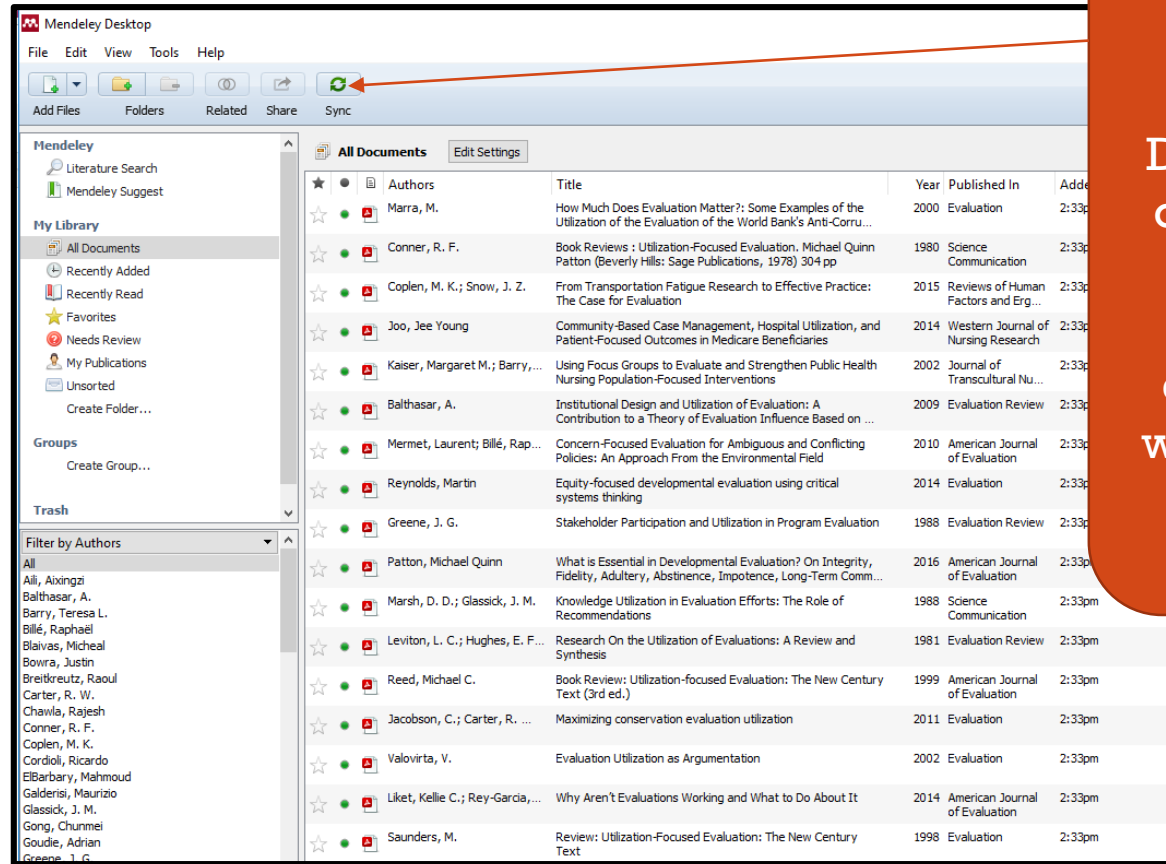 Mendeley Desktop
File Edit View Tools Help
Add Files Folders Related Share Sync
Mendeley
Literature Search
Mendeley Suggest
My Library
All Documents
Recently Added
Recently Read
Favorites
Needs Review
My Publications
Unsorted
Create Folder...
Groups
Create Group...
Trash
Filter by Authors
All
Aili, Aixingzi
Balthasar, A.
Barry, Teresa L.
Billé, Raphaël
Blaivas, Micheal
Bowra, Justin
Breitkreutz, Raoul
Carter, R. W.
Chawla, Rajesh
Conner, R. F.
Coplen, M. K.
Cordioli, Ricardo
ElBarbary, Mahmoud
Galderisi, Maurizio
Glassick, J. M.
Gong, Chunmei
Goudie, Adrian
Greene, J. G.
All Documents Edit Settings
Authors Title Year Published In Adde
Marra, M. How Much Does Evaluation Matter?: Some Examples of the 2000 Evaluation 2:33p
Utilization of the Evaluation of the World Bank's Anti-Corru...
Conner, R. F. Book Reviews : Utilization-Focused Evaluation. Michael Quinn 1980 Science 2:33p
Patton (Beverly Hills: Sage Publications, 1978) 304 pp Communication
Coplen, M. K.; Snow, J. Z. From Transportation Fatigue Research to Effective Practice: 2015 Reviews of Human 2:33p
The Case for Evaluation Factors and Erg...
Joo, Jee Young Community-Based Case Management, Hospital Utilization, and 2014 Western Journal of 2:33p
Patient-Focused Outcomes in Medicare Beneficiaries Nursing Research
Kaiser, Margaret M.; Barry,... Using Focus Groups to Evaluate and Strengthen Public Health 2002 Journal of 2:33p
Nursing Population-Focused Interventions Transcultural Nu...
Balthasar, A. Institutional Design and Utilization of Evaluation: A 2009 Evaluation Review 2:33p
Contribution to a Theory of Evaluation Influence Based on ...
Mermet, Laurent; Billé, Rap... Concern-Focused Evaluation for Ambiguous and Conflicting 2010 American Journal 2:33p
Policies: An Approach From the Environmental Field of Evaluation
Reynolds, Martin Equity-focused developmental evaluation using critical 2014 Evaluation 2:33p
systems thinking
Greene, J. G. Stakeholder Participation and Utilization in Program Evaluation 1988 Evaluation Review 2:33p
Patton, Michael Quinn What is Essential in Developmental Evaluation? On Integrity, 2016 American Journal 2:33p
Fidelity, Adultery, Abstinence, Impotence, Long-Term Comm... of Evaluation
Marsh, D. D.; Glassick, J. M. Knowledge Utilization in Evaluation Efforts: The Role of 1988 Science 2:33pm
Recommendations Communication
Leviton, L. C.; Hughes, E. F... Research On the Utilization of Evaluations: A Review and 1981 Evaluation Review 2:33pm
Synthesis
Reed, Michael C. Book Review: Utilization-focused Evaluation: The New Century 1999 American Journal 2:33pm
Text (3rd ed.) of Evaluation
Jacobson, C.; Carter, R. ... Maximizing conservation evaluation utilization 2011 Evaluation 2:33pm
Valovirta, V. Evaluation Utilization as Argumentation 2002 Evaluation 2:33pm
Liket, Kellie C.; Rey-Garcia,... Why Aren't Evaluations Working and What to Do About It 2014 American Journal 2:33pm
of Evaluation
Saunders, M. Review: Utilization-Focused Evaluation: The New Century 1998 Evaluation 2:33pm
Text